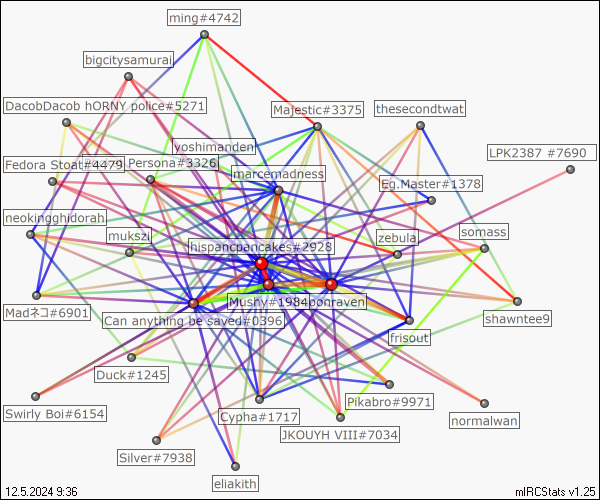 ming#4742
bigcitysamurai
DacobDacob hORNY police#5271
Majestic#3375
thesecondtwat
yoshimanden
LPK2387 #7690
Fedora Stoat#4479
Persona#3326
marcemadness
Eg.Master#1378
neokingghidorah
mukszi
hispancpancakes#2928
zebula
somass
Mushy#1984
ponraven
Madネコ#6901
Can anything be saved#0396
shawntee9
frisout
Duck#1245
Swirly Boi#6154
Cypha#1717
Pikabro#9971
normalwan
JKOUYH VIII#7034
Silver#7938
eliakith
12.5.2024 9:36
mIRCStats v1.25